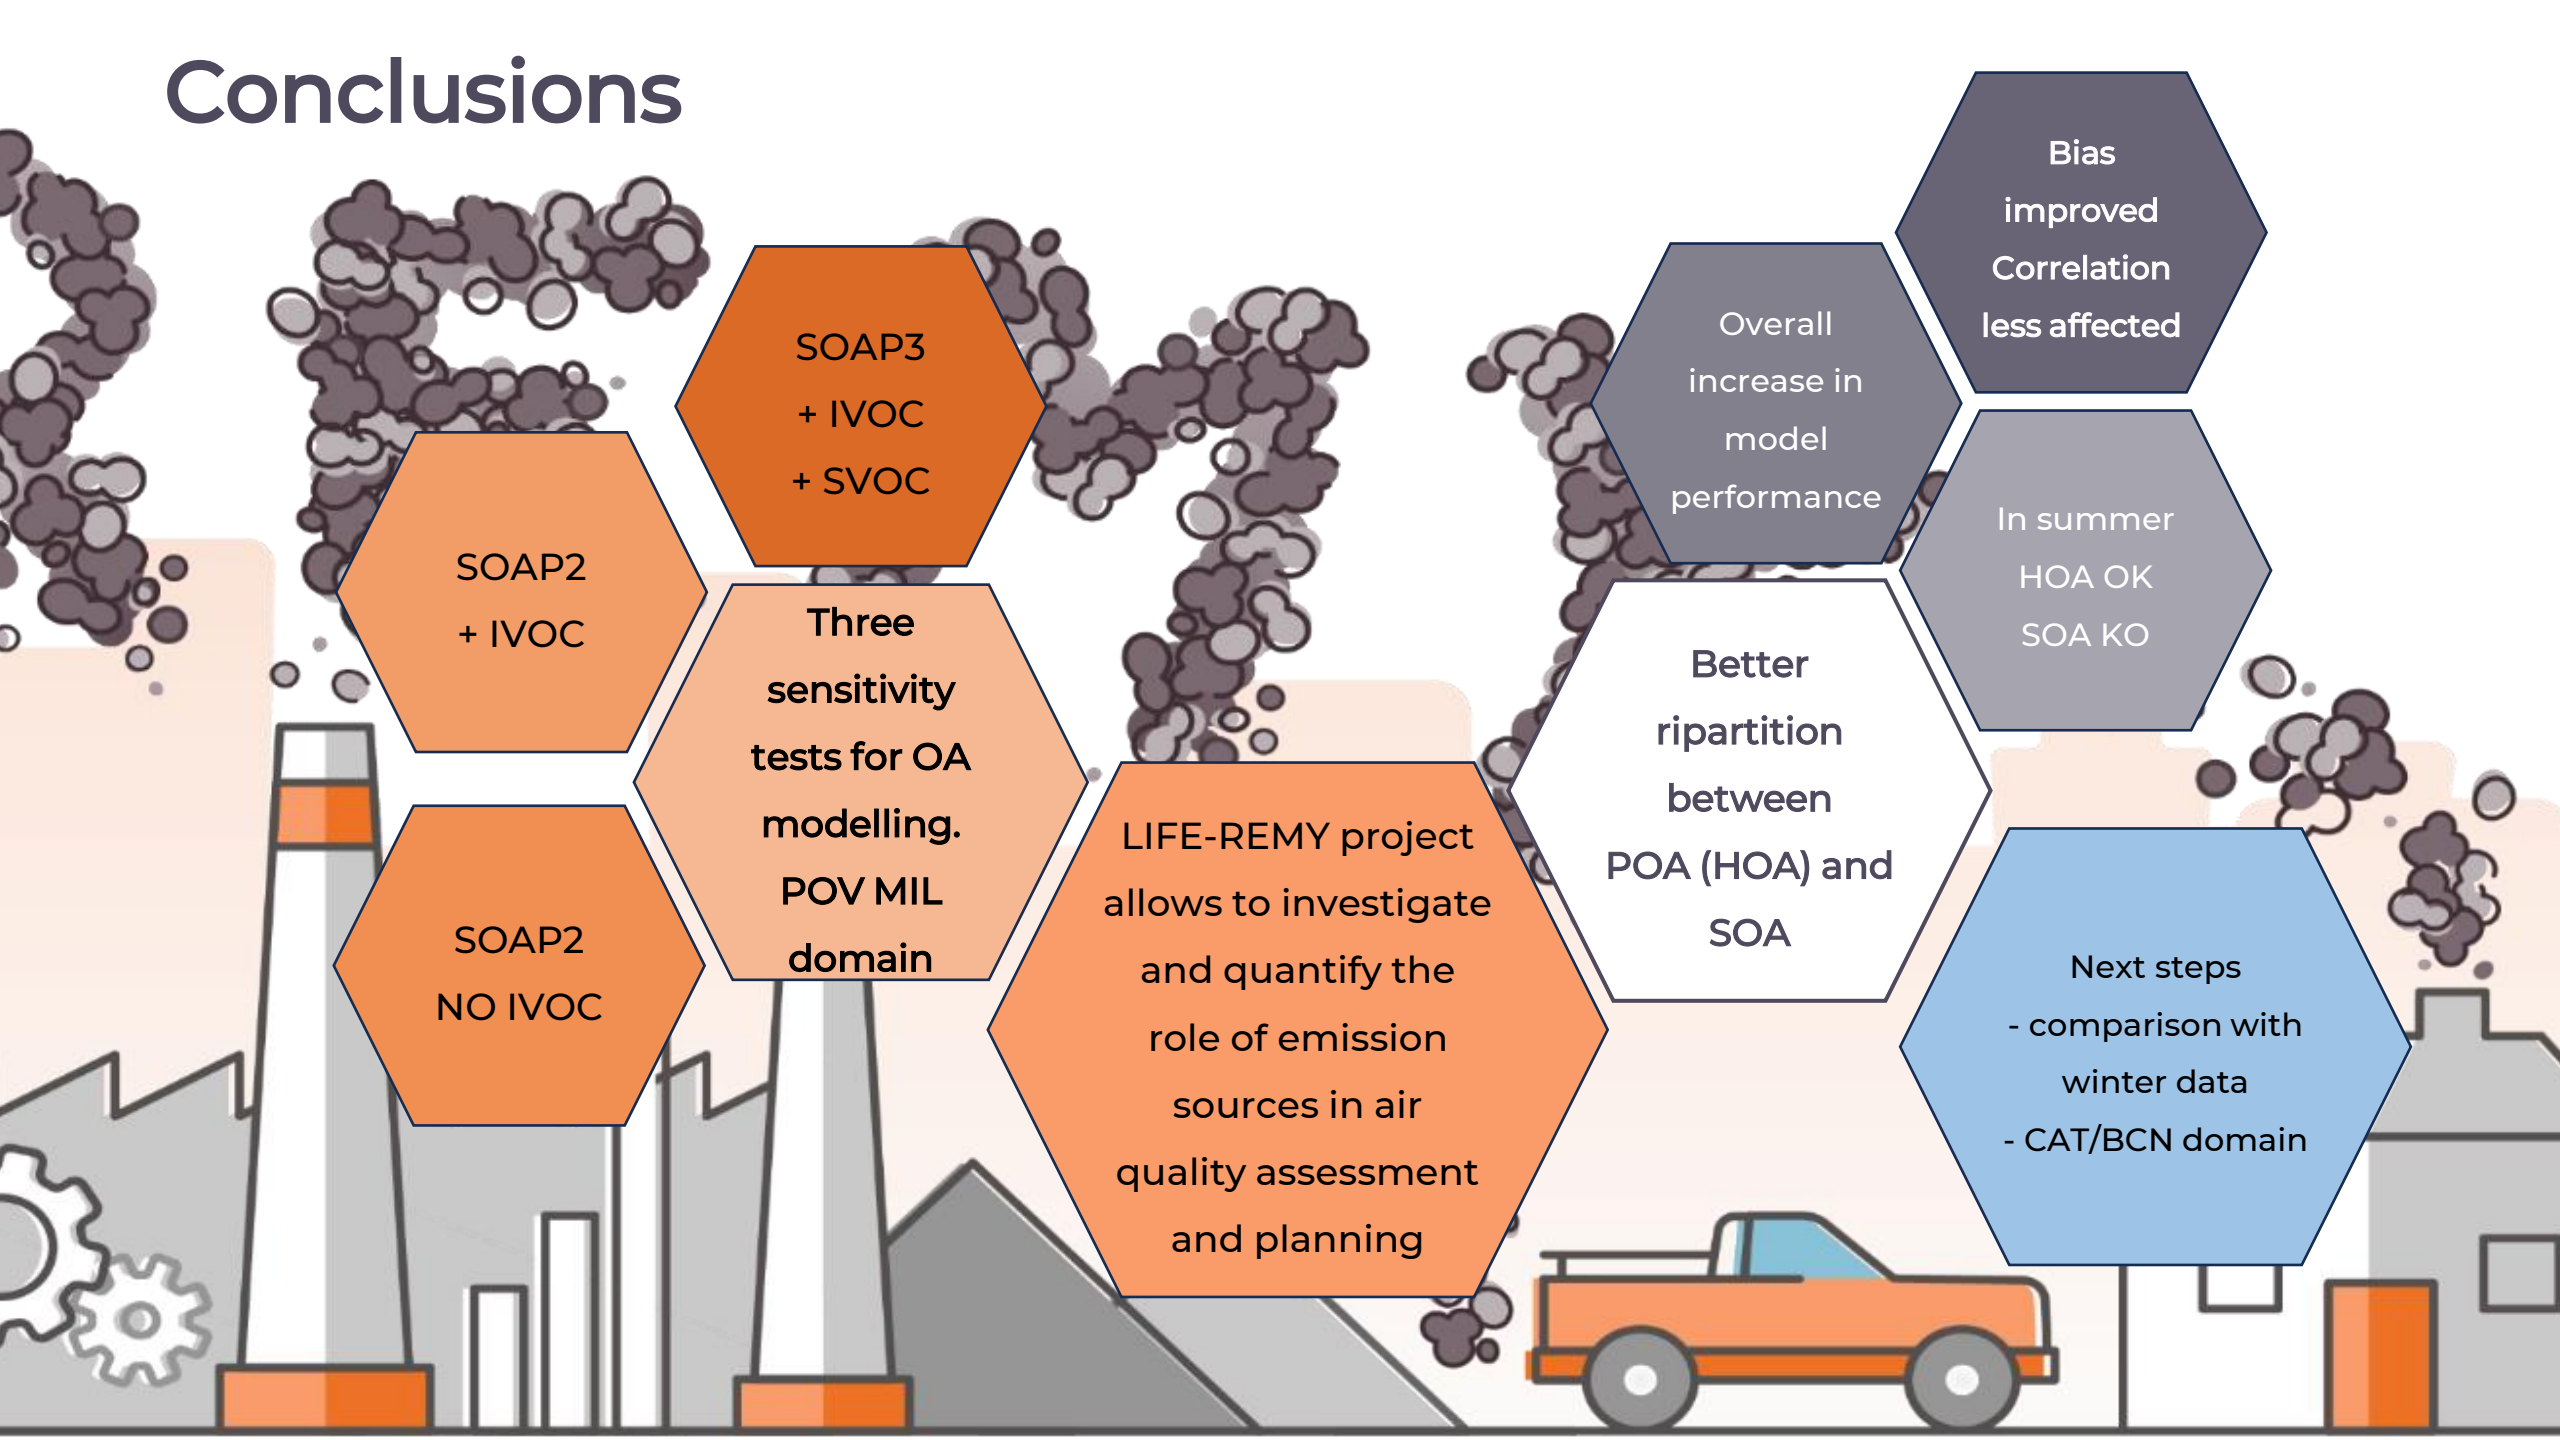 Conclusions
SOAP3
+ IVOC
+ SVOC
SOAP2
+ IVOC
SOAP2
NO IVOC
Three
sensitivity
tests for OA
modelling.
POV MIL
domain
LIFE-REMY project
allows to investigate
and quantify the
role of emission
sources in air
quality assessment
and planning
Better
ripartition
between
POA (HOA) and
SOA
Overall
increase in
model
performance
Bias
improved
Correlation
less affected
In summer
HOA OK
SOA KO
Next steps
- comparison with
winter data
- CAT/BCN domain